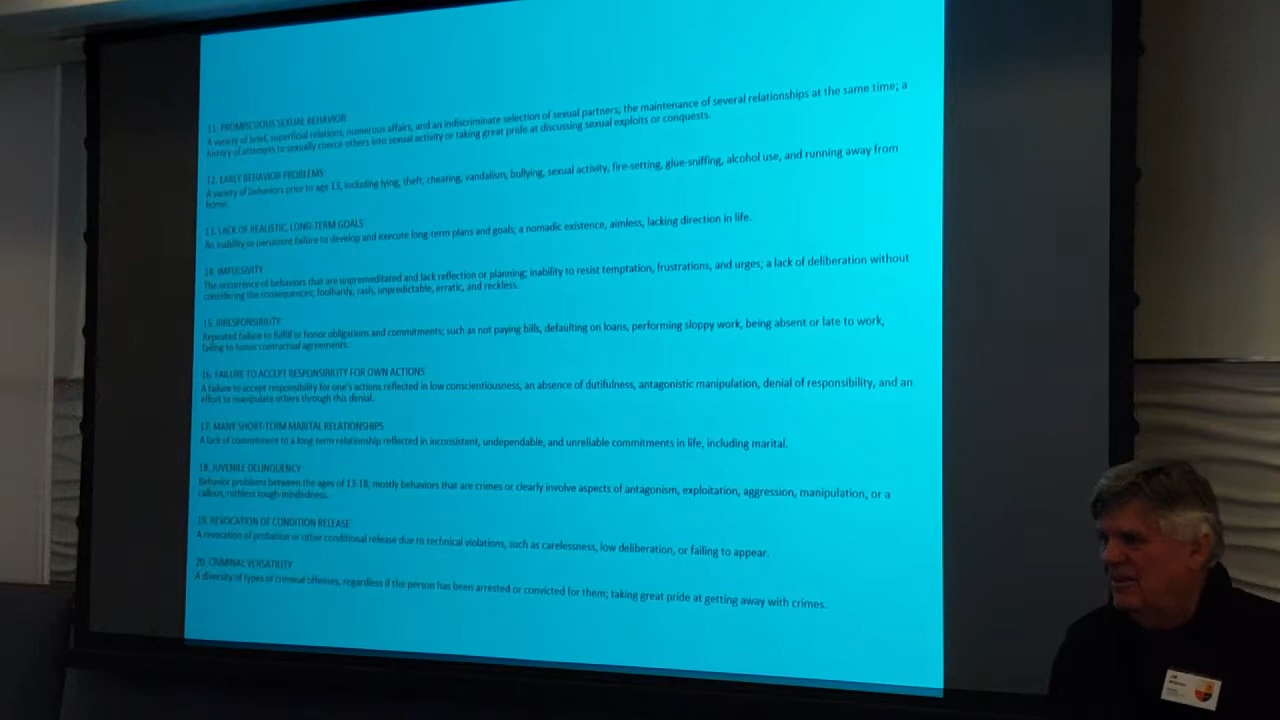 11. PROMISCUOUS SEXUAL BEHAVIOR
A variety of brief, superficial relations, numerous affairs, and an indiscriminate selection of sexual partners; the maintenance of several relationships at the same time; a
history of attempts to sexually coerce others into sexual activity or taking great pride at discussing sexual exploits or conquests.
12. EARLY BEHAVIOR PROBLEMS
A variety of behaviors prior to age 13, including lying, theft, cheating, vandalism, bullying, sexual activity, fire-setting, glue-sniffing, alcohol use, and running away from
home.
13. LACK OF REALISTIC, LONG-TERM GOALS
An inability or persistent failure to develop and execute long-term plans and goals; a nomadic existence, aimless, lacking direction in life.
14. IMPULSIVITY
The occurrence of behaviors that are unpremeditated and lack reflection or planning; inability to resist temptation, frustrations, and urges; a lack of deliberation without
considering the consequences; foolhardy, rash, unpredictable, erratic, and reckless.
15. IRRESPONSIBILITY
Repeated failure to fulfill or honor obligations and commitments; such as not paying bills, defaulting on loans, performing sloppy work, being absent or late to work,
failing to honor contractual agreements.
16. FAILURE TO ACCEPT RESPONSIBILITY FOR OWN ACTIONS
A failure to accept responsibility for one's actions reflected in low conscientiousness, an absence of dutifulness, antagonistic manipulation, denial of responsibility, and an
effort to manipulate others through this denial.
17. MANY SHORT-TERM MARITAL RELATIONSHIPS
A lack of commitment to a long-term relationship reflected in inconsistent, undependable, and unreliable commitments in life, including marital.
18. JUVENILE DELINQUENCY
Behavior problems between the ages of 13-18; mostly behaviors that are crimes or clearly involve aspects of antagonism, exploitation, aggression, manipulation, or a
callous, ruthless tough-mindedness.
19. REVOCATION OF CONDITION RELEASE
A revocation of probation or other conditional release due to technical violations, such as carelessness, low deliberation, or failing to appear.
20. CRIMINAL VERSATILITY
A diversity of types of criminal offenses, regardless if the person has been arrested or convicted for them; taking great pride at getting away with crimes.